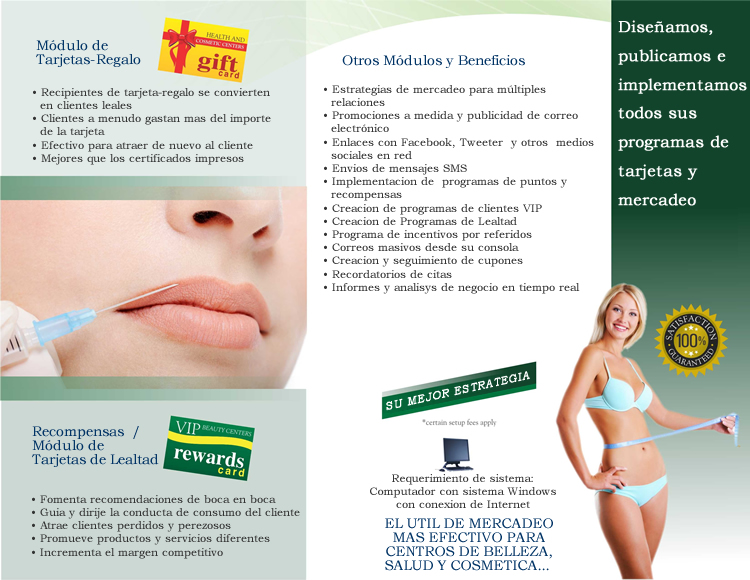 Módulo de
Tarjetas-Regalo
HEALTH AND
COSMETIC CENTERS
gift
card
• Recipientes de tarjeta-regalo se convierten
en clientes leales
• Clientes a menudo gastan mas del importe
de la tarjeta
• Efectivo para atraer de nuevo al cliente
• Mejores que los certificados impresos
Recompensas /
Módulo de
Tarjetas de Lealtad
VIP BEAUTY CENTERS
rewards
card
• Fomenta recomendaciones de boca en boca
• Guia y dirije la conducta de consumo del cliente
• Atrae clientes perdidos y perezosos
• Promueve productos y servicios diferentes
• Incrementa el margen competitivo
Otros Módulos y Beneficios
• Estrategias de mercadeo para múltiples
relaciones
• Promociones a medida y publicidad de correo
electrónico
• Enlaces con Facebook, Tweeter y otros medios
sociales en red
• Envios de mensajes SMS
• Implementacion de programas de puntos y
recompensas
• Creacion de programas de clientes VIP
• Creacion de Programas de Lealtad
• Programa de incentivos por referidos
• Correos masivos desde su consola
• Creacion y seguimiento de cupones
• Recordatorios de citas
• Informes y analisys de negocio en tiempo real
SU MEJOR ESTRATEGIA
*certain setup fees apply
Requerimiento de sistema:
Computador con sistema Windows
con conexion de Internet
EL UTIL DE MERCADEO
MAS EFECTIVO PARA
CENTROS DE BELLEZA,
SALUD Y COSMETICA...
Diseñamos,
publicamos e
implementamos
todos sus
programas de
tarjetas y
mercadeo
SATISFACTION
100%
GUARANTEED